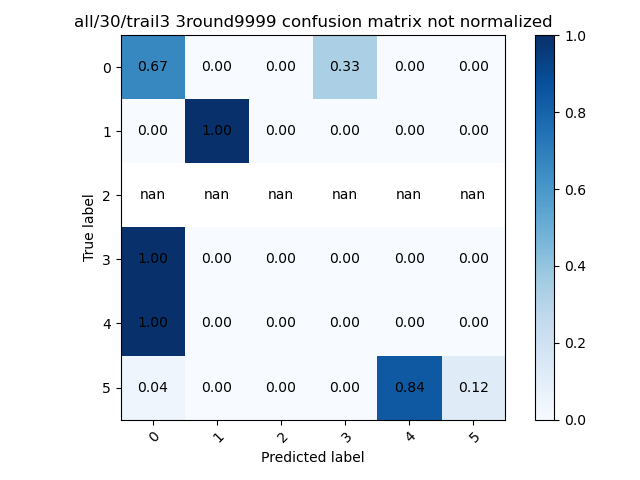 all/30/trail3 3round9999 confusion matrix not normalized
0 0.67 0.00 0.00 0.33 0.00 0.00
1 0.00 1.00 0.00 0.00 0.00 0.00
2 nan nan nan nan nan nan
3 1.00 0.00 0.00 0.00 0.00 0.00
4 1.00 0.00 0.00 0.00 0.00 0.00
5 0.04 0.00 0.00 0.00 0.84 0.12
0 1 2 3 4 5
True label
Predicted label
1.0
0.8
0.6
0.4
0.2
0.0